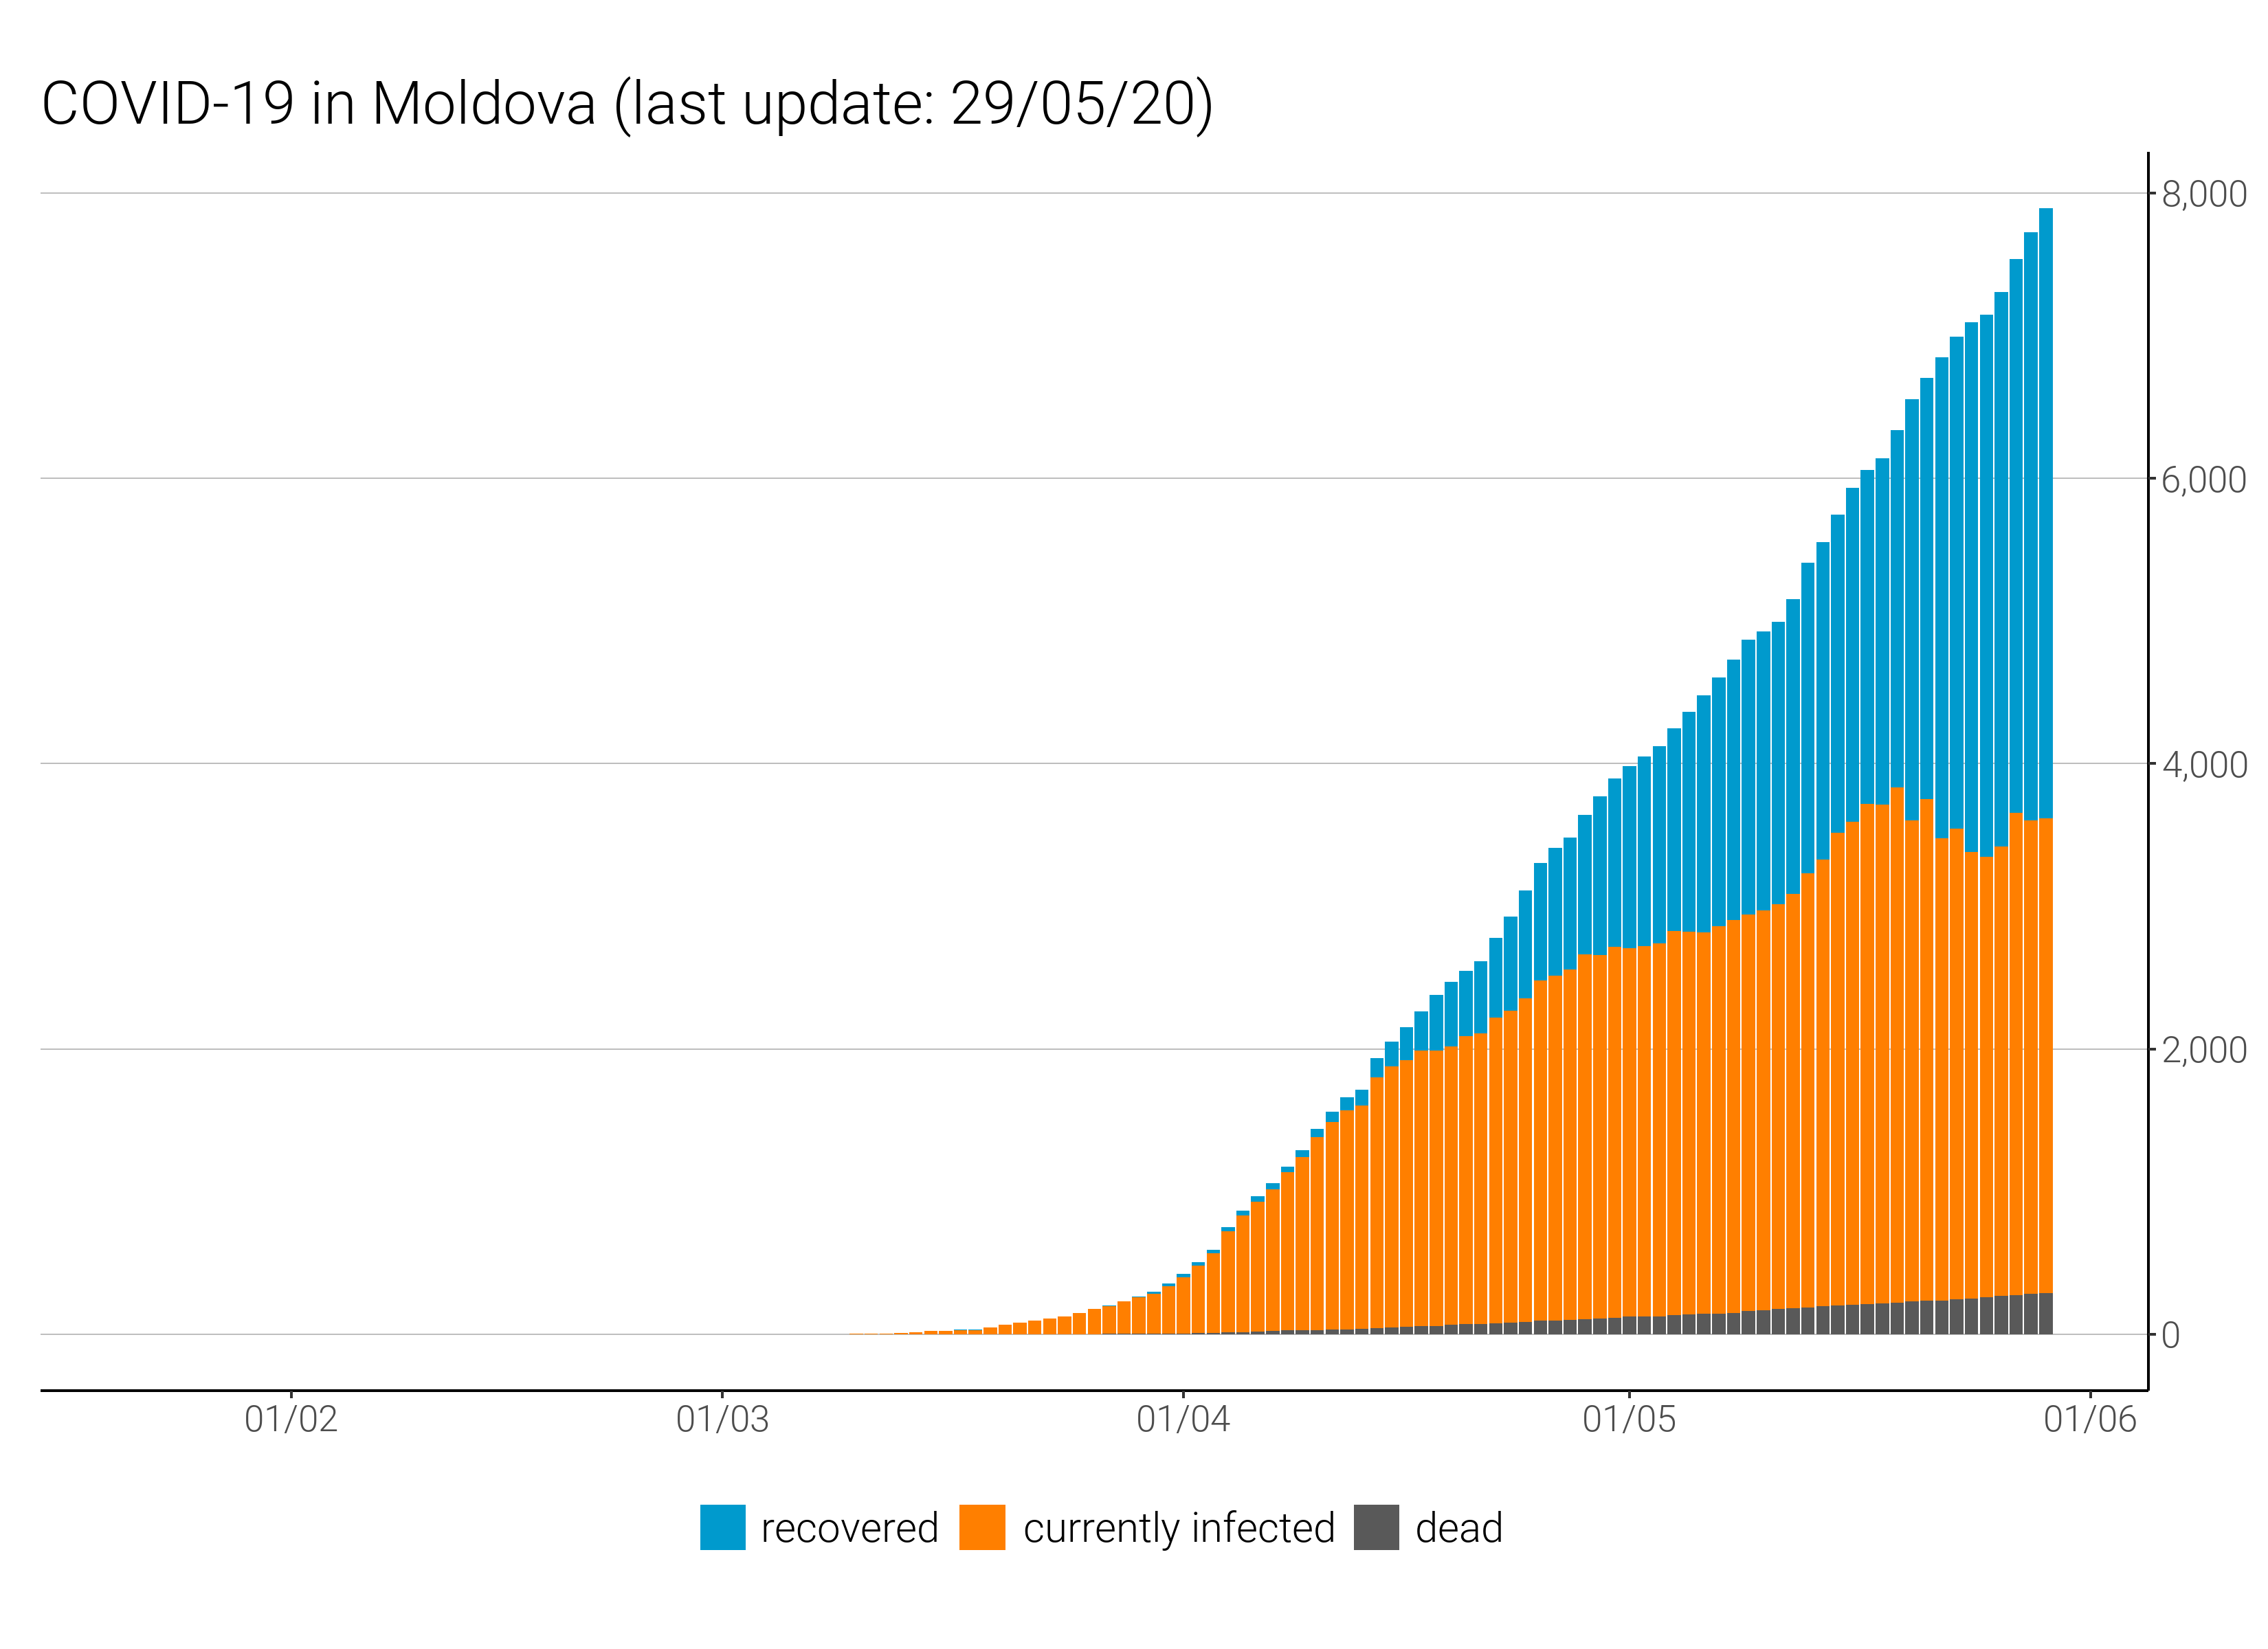 COVID-19 in Moldova (last update: 29/05/20)
8,000
6,000
4,000
2,000
0
01/02 01/03 01/04 01/05 01/06
recovered currently infected dead